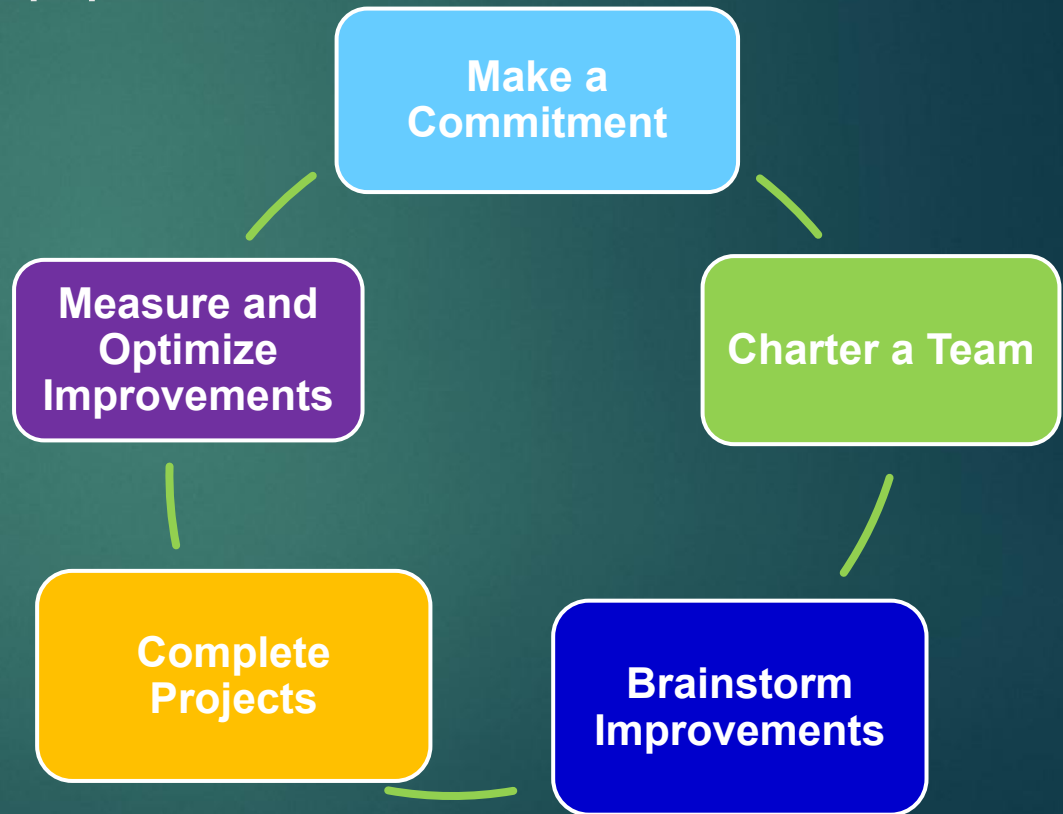 Make a
Commitment
Charter a Team
Brainstorm
Improvements
Complete
Projects
Measure and
Optimize
Improvements